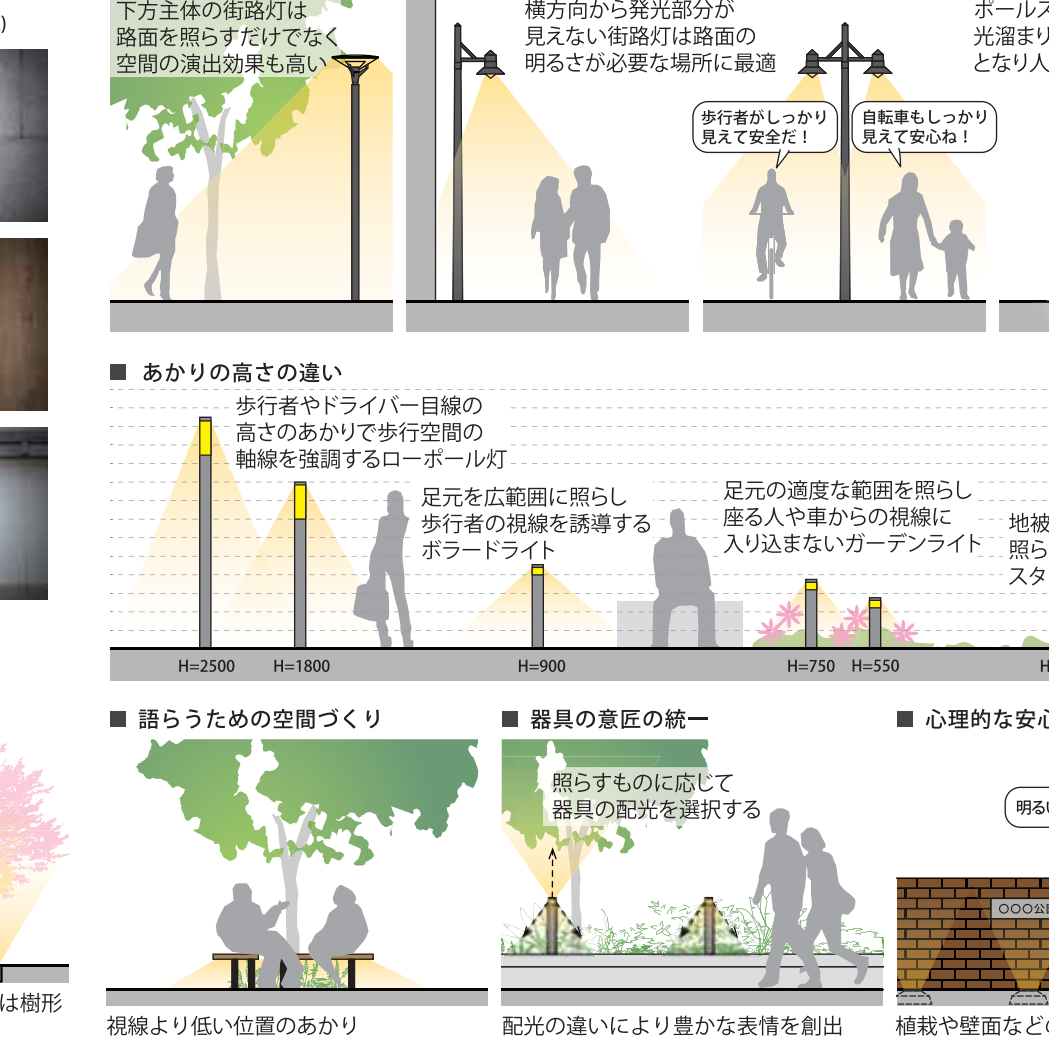 )
下方主体の街路灯は
路面を照らすだけでなく
空間の演出効果も高い
横方向から発光部分が
見えない街路灯は路面の
明るさが必要な場所に最適
歩行者がしっかり
見えて安全だ！
自転車もしっかり
見えて安心ね！
ポールス
光溜まり
となり人
■ あかりの高さの違い
歩行者やドライバー目線の
高さのあかりで歩行空間の
軸線を強調するローポール灯
足元を広範囲に照らし
歩行者の視線を誘導する
ボラードライト
足元の適度な範囲を照らし
座る人や車からの視線に
入り込まないガーデンライト
地被
照ら
スタ
H=2500 H=1800 H=900 H=750 H=550 H
■ 語らうための空間づくり
視線より低い位置のあかり
■ 器具の意匠の統一
照らすものに応じて
器具の配光を選択する
配光の違いにより豊かな表情を創出
■ 心理的な安心
明るい
〇〇〇公園
植栽や壁面などの
は樹形